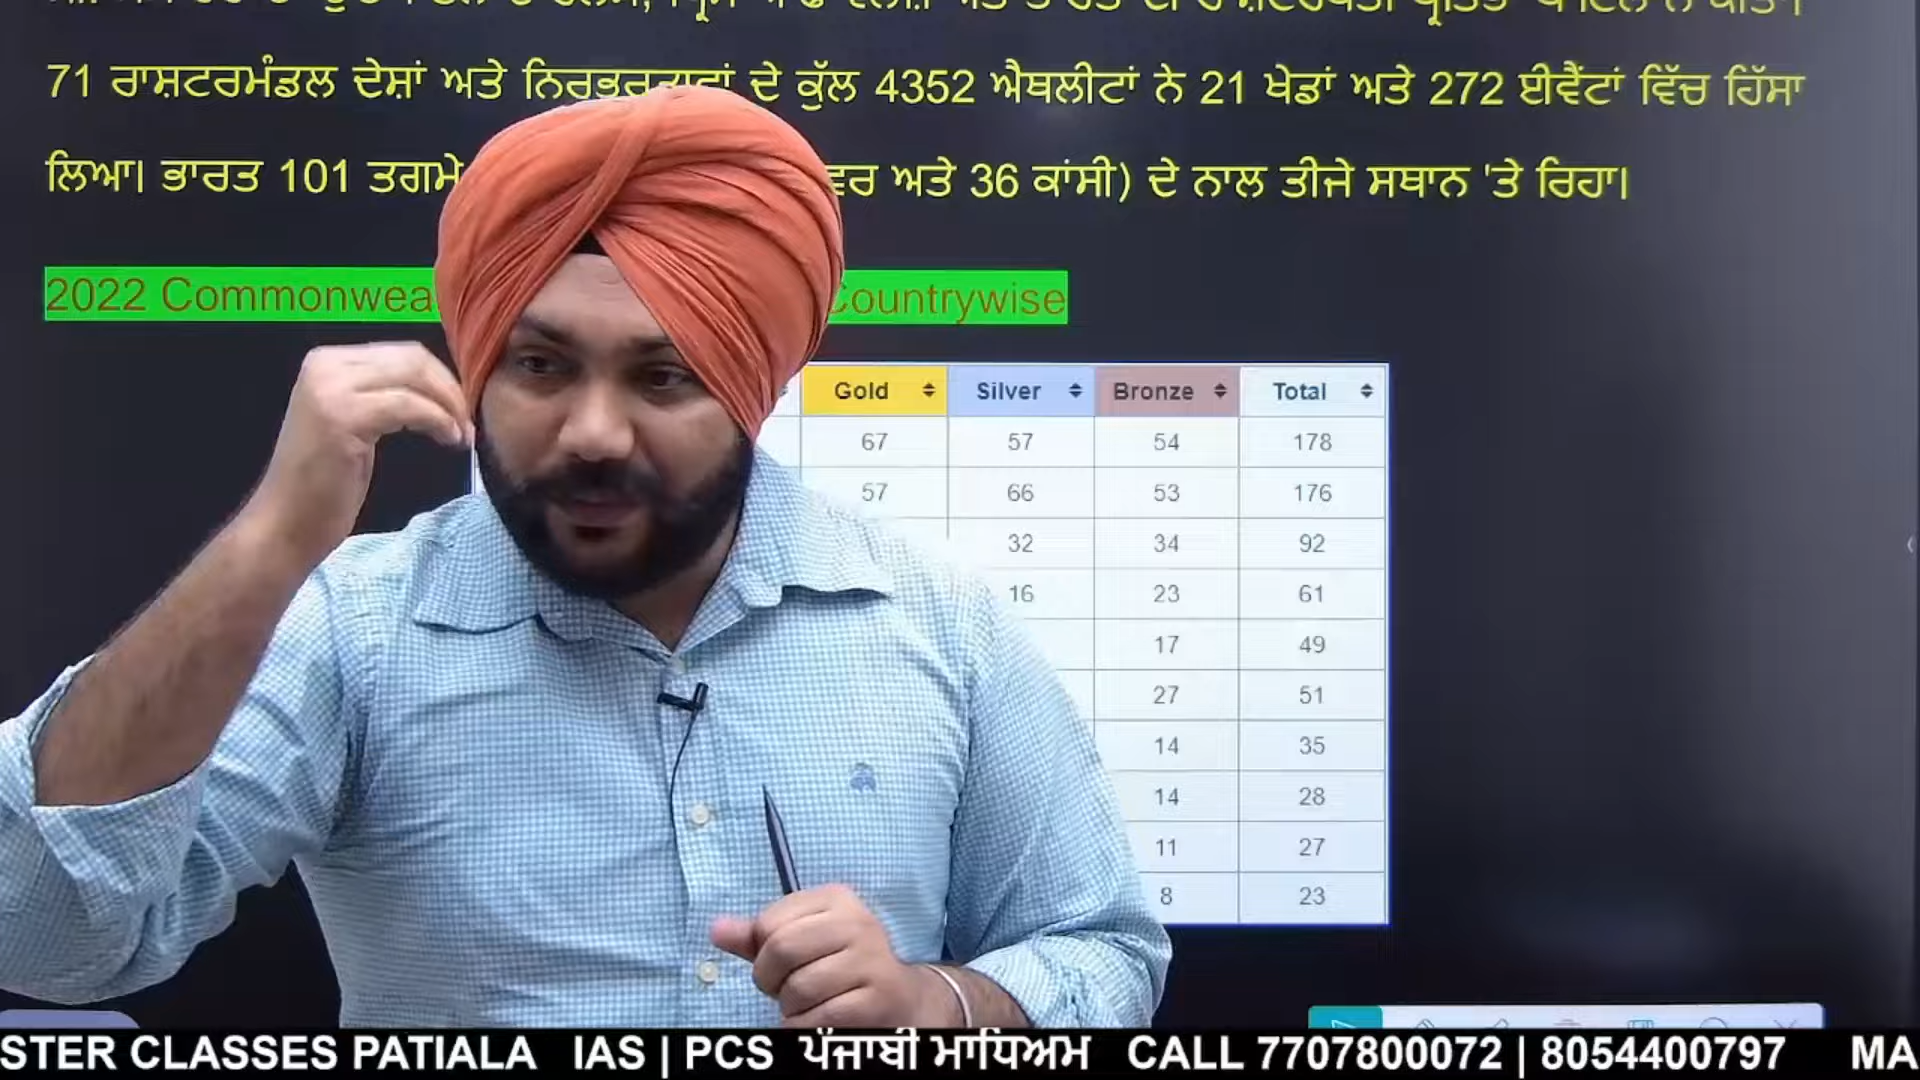 71 ਰਾਸ਼ਟਰਮੰਡਲ ਦੇਸ਼ਾਂ ਅਤੇ ਨਿਰਭਰਤਾਵਾਂ ਦੇ ਕੁੱਲ 4352 ਐਥਲੀਟਾਂ ਨੇ 21 ਖੇਡਾਂ ਅਤੇ 272 ਈਵੈਂਟਾਂ ਵਿੱਚ ਹਿੱਸਾ
ਲਿਆ। ਭਾਰਤ 101 ਤਗਮੇ ਅਤੇ 36 ਕਾਂਸੀ) ਦੇ ਨਾਲ ਤੀਜੇ ਸਥਾਨ 'ਤੇ ਰਿਹਾ।
2022 Countrywise
Gold Silver Bronze Total
67 57 54 178
57 66 53 176
32 34 92
16 23 61
17 49
27 51
14 35
14 28
11 27
8 23
STER CLASSES PATIALA IAS | PCS ਪੰਜਾਬੀ ਮਾਧਿਅਮ CALL 7707800072 | 8054400797 MA